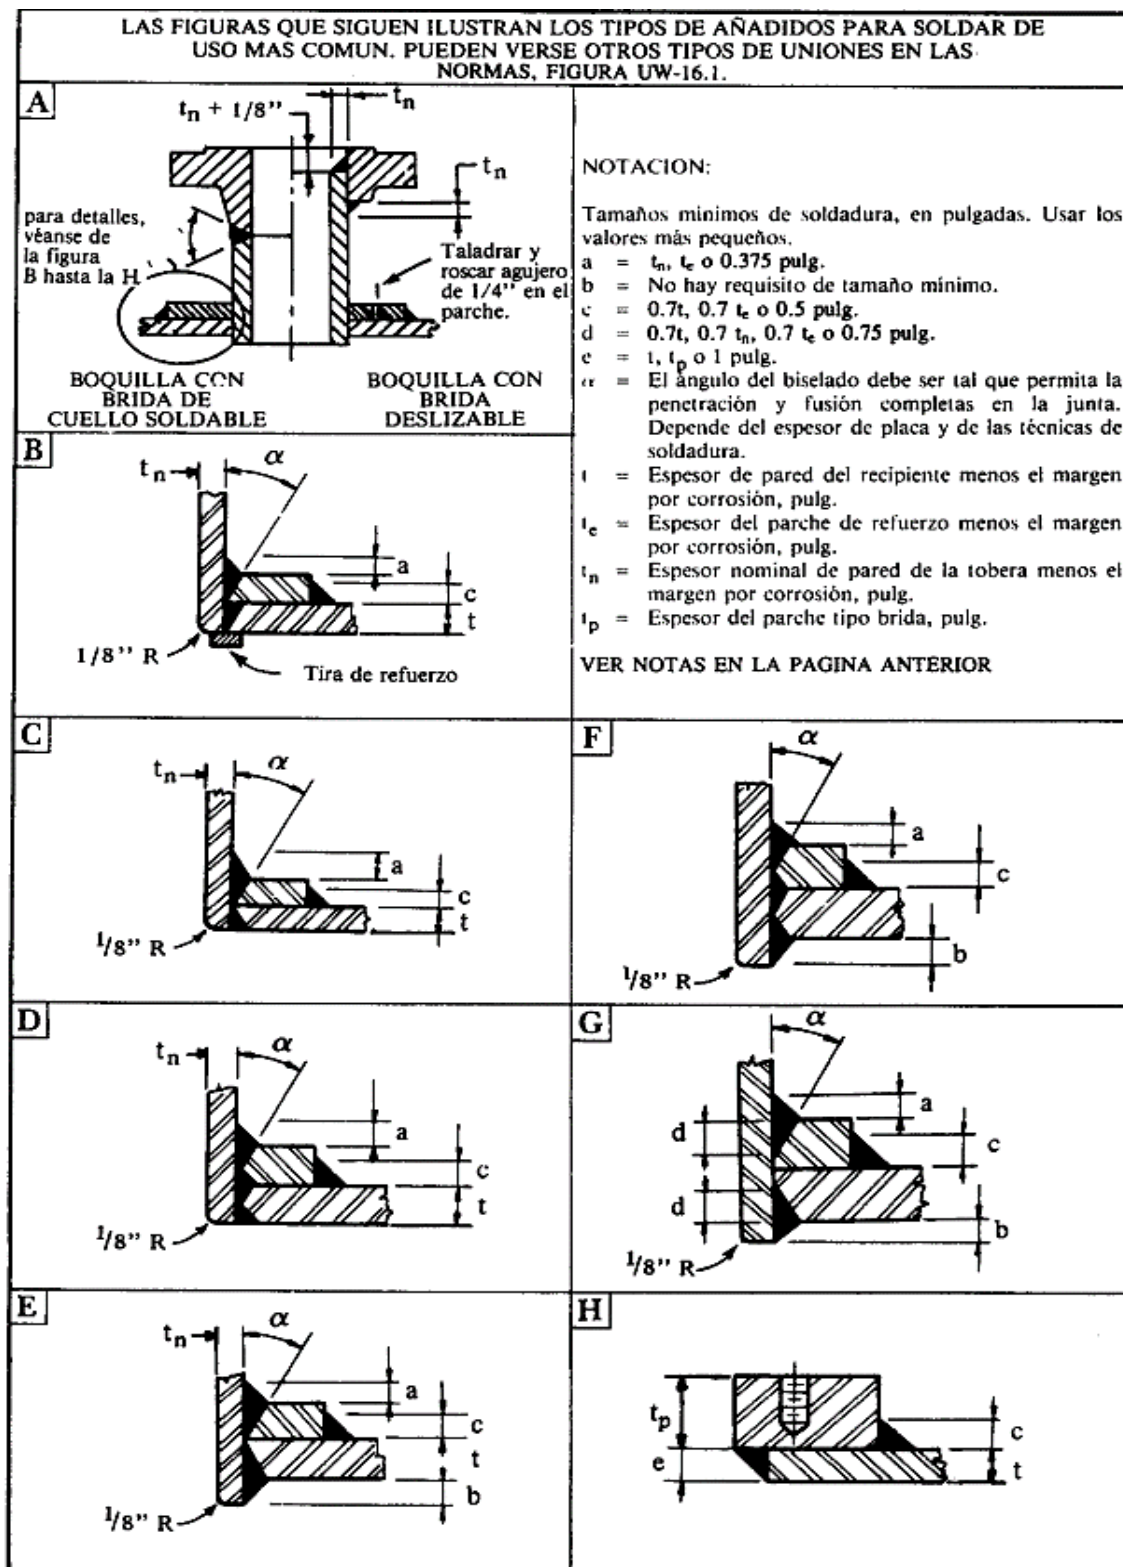 LAS FIGURAS QUE SIGUEN ILUSTRAN LOS TIPOS DE AÑADIDOS PARA SOLDAR DE
USO MAS COMUN. PUEDEN VERSE OTROS TIPOS DE UNIONES EN LAS
NORMAS, FIGURA UW-16.1.
A
tn + 1/8"
tn
tn
para detalles,
véanse de
la figura
B hasta la H.
Taladrar y
roscar agujero
de 1/4" en el
parche.
BOQUILLA CON
BRIDA DE
CUELLO SOLDABLE
BOQUILLA CON
BRIDA
DESLIZABLE
NOTACION:
Tamaños mínimos de soldadura, en pulgadas. Usar los
valores más pequeños.
a = tn, te o 0.375 pulg.
b = No hay requisito de tamaño mínimo.
c = 0.7t, 0.7 te o 0.5 pulg.
d = 0.7t, 0.7 tn, 0.7 te o 0.75 pulg.
e = t, tp o 1 pulg.
α = El ángulo del biselado debe ser tal que permita la
penetración y fusión completas en la junta.
Depende del espesor de placa y de las técnicas de
soldadura.
t = Espesor de pared del recipiente menos el margen
por corrosión, pulg.
te = Espesor del parche de refuerzo menos el margen
por corrosión, pulg.
tn = Espesor nominal de pared de la tobera menos el
margen por corrosión, pulg.
tp = Espesor del parche tipo brida, pulg.
VER NOTAS EN LA PAGINA ANTERIOR
B
tn
α
a
c
t
1/8" R
Tira de refuerzo
C
tn
α
a
c
t
1/8" R
F
α
a
c
b
1/8" R
D
tn
α
a
c
t
1/8" R
G
α
a
d
c
d
b
1/8" R
E
tn
α
a
c
t
b
1/8" R
H
tp
c
e
t